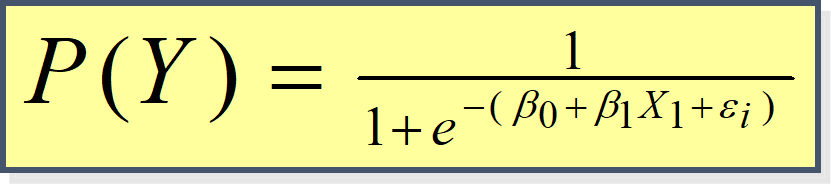 P(Y) = 1 / 1 + e^−(β₀ + β₁X₁ + εᵢ)